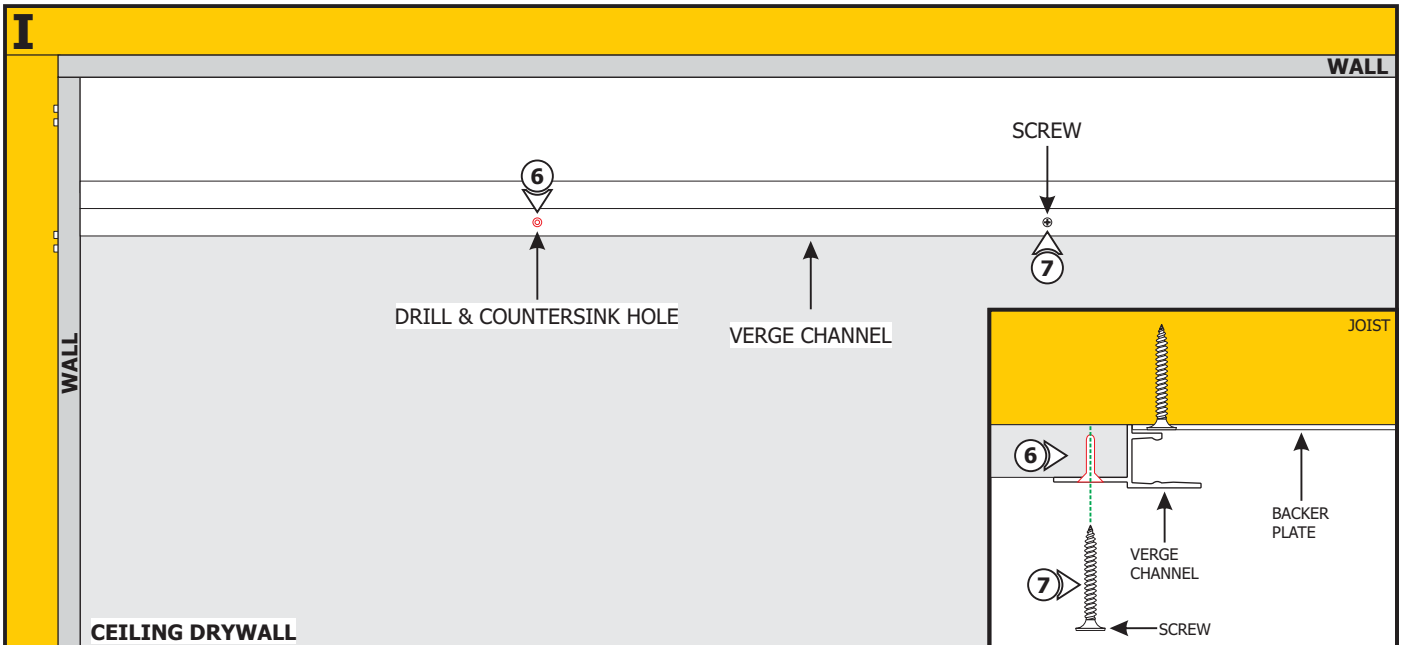 I
WALL
SCREW
6
7
DRILL & COUNTERSINK HOLE
VERGE CHANNEL
WALL
CEILING DRYWALL
JOIST
6
BACKER
PLATE
VERGE
CHANNEL
7
SCREW